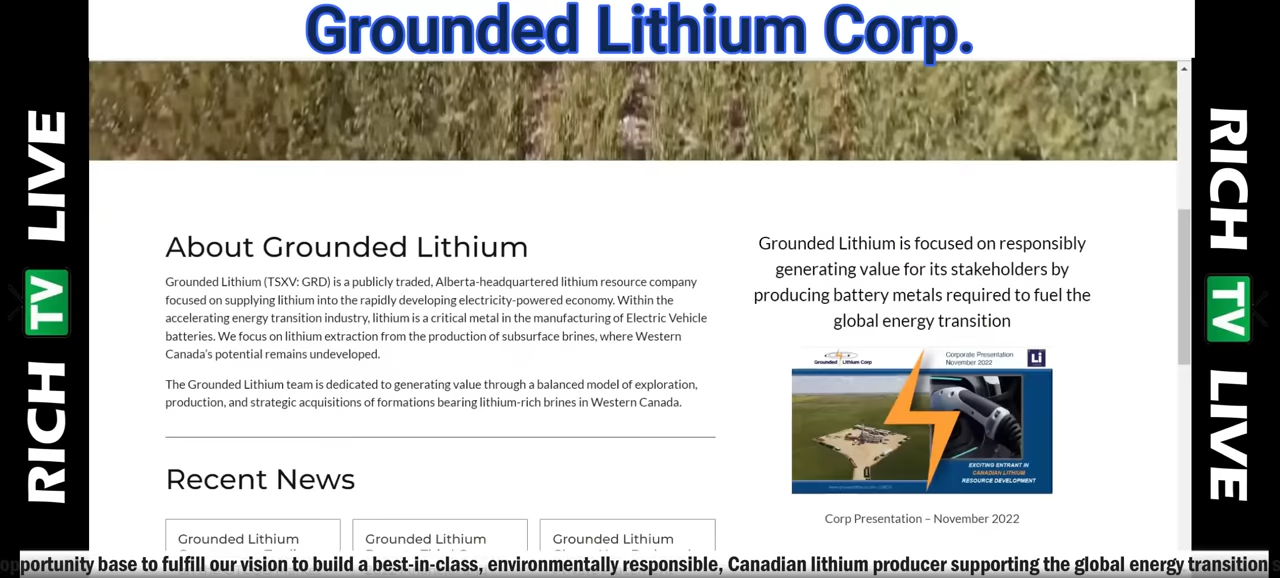 Grounded Lithium Corp.
RICH TV LIVE
RICH TV LIVE
About Grounded Lithium
Grounded Lithium (TSXV: GRD) is a publicly traded, Alberta-headquartered lithium resource company
focused on supplying lithium into the rapidly developing electricity-powered economy. Within the
accelerating energy transition industry, lithium is a critical metal in the manufacturing of Electric Vehicle
batteries. We focus on lithium extraction from the production of subsurface brines, where Western
Canada's potential remains undeveloped.
The Grounded Lithium team is dedicated to generating value through a balanced model of exploration,
production, and strategic acquisitions of formations bearing lithium-rich brines in Western Canada.
Recent News
Grounded Lithium
Grounded Lithium
Grounded Lithium
Grounded Lithium is focused on responsibly
generating value for its stakeholders by
producing battery metals required to fuel the
global energy transition
Grounded Lithium Corp
Corporate Presentation
November 2022
Li
EXCITING ENTRANT IN
CANADIAN LITHIUM
RESOURCE DEVELOPMENT
Corp Presentation – November 2022
opportunity base to fulfill our vision to build a best-in-class, environmentally responsible, Canadian lithium producer supporting the global energy transition